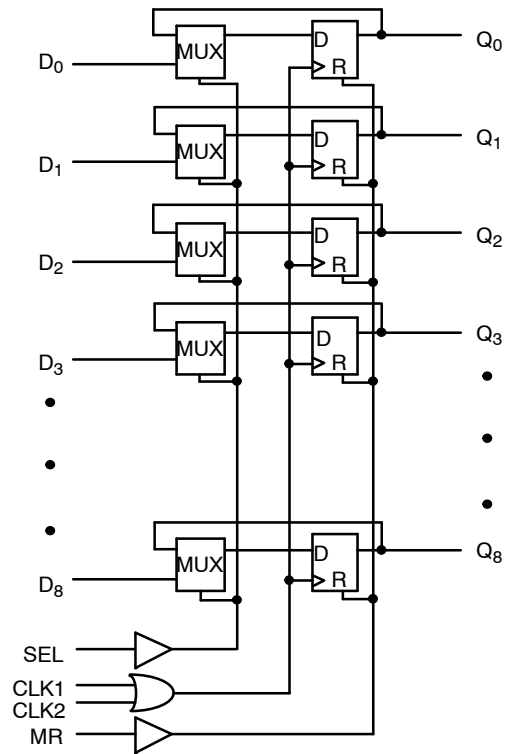 MUX D R Q0
D0
MUX D R Q1
D1
MUX D R Q2
D2
MUX D R Q3
D3
MUX D R Q8
D8
SEL
CLK1
CLK2
MR